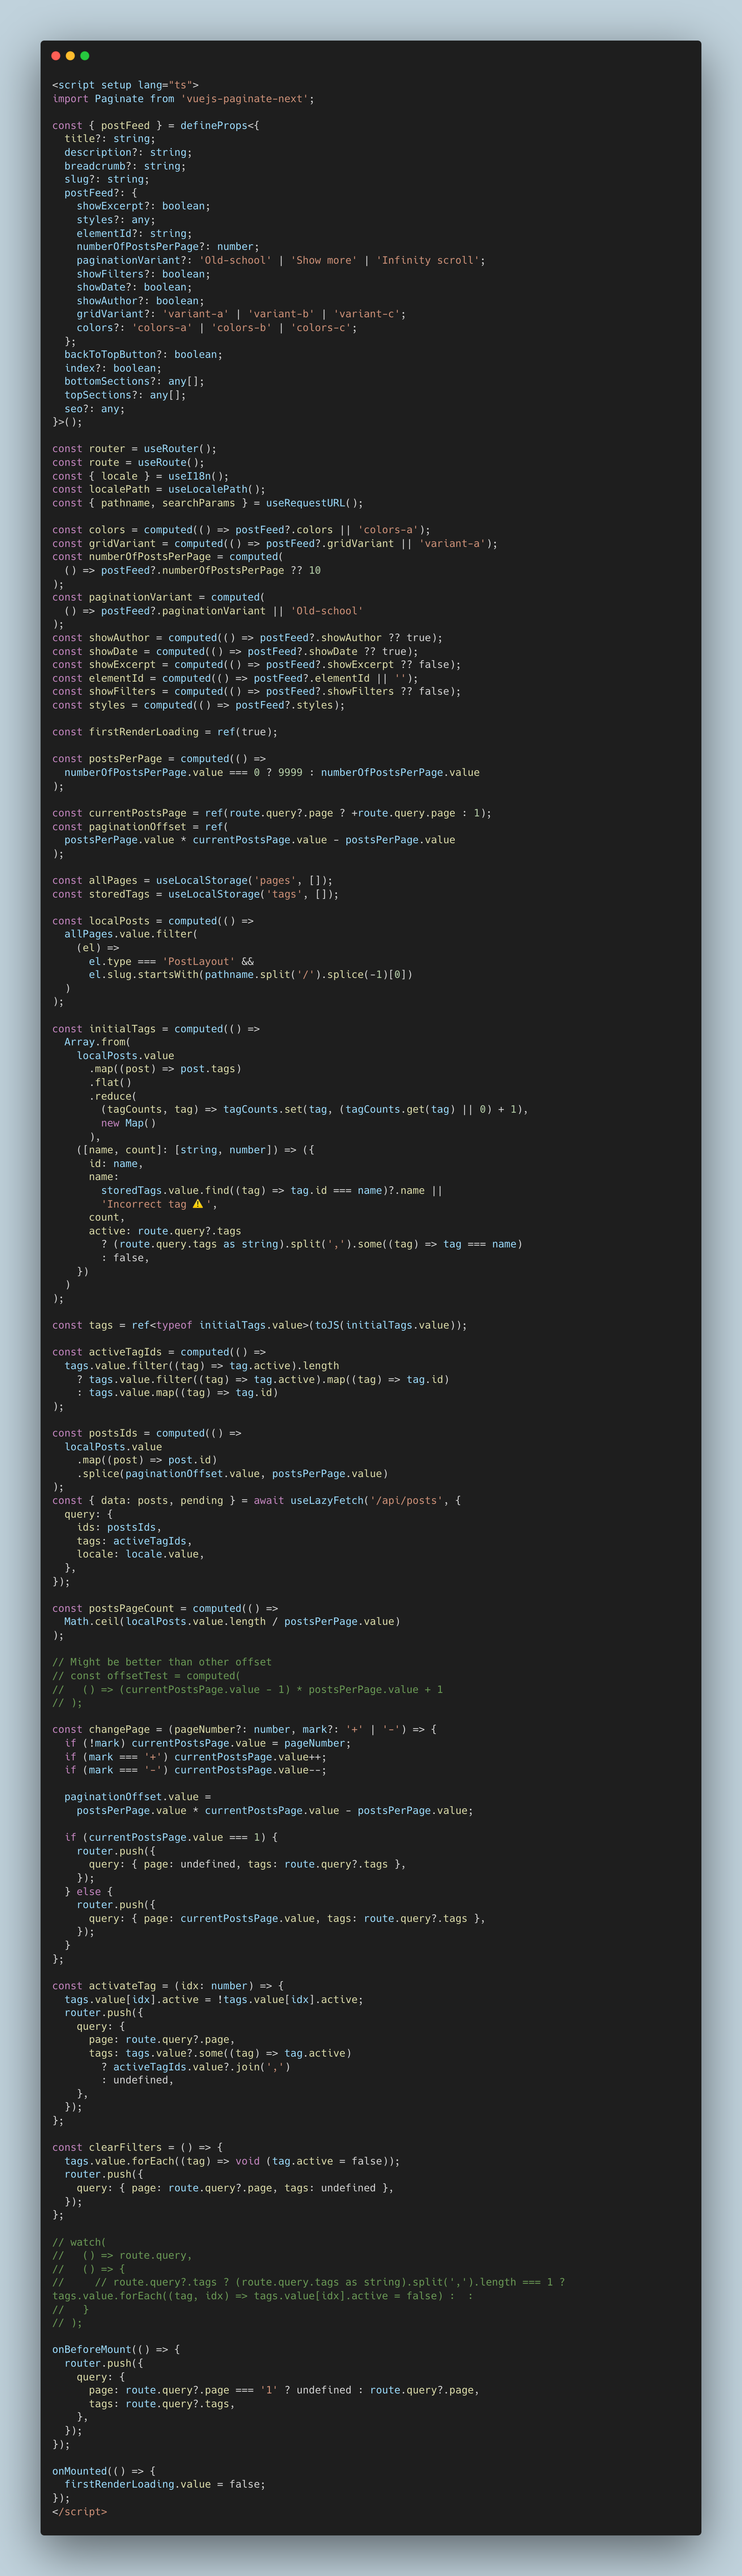 <script setup lang="ts">
import Paginate from 'vuejs-paginate-next';

const { postFeed } = defineProps<{
  title?: string;
  description?: string;
  breadcrumb?: string;
  slug?: string;
  postFeed?: {
    showExcerpt?: boolean;
    styles?: any;
    elementId?: string;
    numberOfPostsPerPage?: number;
    paginationVariant?: 'Old-school' | 'Show more' | 'Infinity scroll';
    showFilters?: boolean;
    showDate?: boolean;
    showAuthor?: boolean;
    gridVariant?: 'variant-a' | 'variant-b' | 'variant-c';
    colors?: 'colors-a' | 'colors-b' | 'colors-c';
  };
  backToTopButton?: boolean;
  index?: boolean;
  bottomSections?: any[];
  topSections?: any[];
  seo?: any;
}>();

const router = useRouter();
const route = useRoute();
const { locale } = useI18n();
const localePath = useLocalePath();
const { pathname, searchParams } = useRequestURL();

const colors = computed(() => postFeed?.colors || 'colors-a');
const gridVariant = computed(() => postFeed?.gridVariant || 'variant-a');
const numberOfPostsPerPage = computed(
  () => postFeed?.numberOfPostsPerPage ?? 10
);
const paginationVariant = computed(
  () => postFeed?.paginationVariant || 'Old-school'
);
const showAuthor = computed(() => postFeed?.showAuthor ?? true);
const showDate = computed(() => postFeed?.showDate ?? true);
const showExcerpt = computed(() => postFeed?.showExcerpt ?? false);
const elementId = computed(() => postFeed?.elementId || '');
const showFilters = computed(() => postFeed?.showFilters ?? false);
const styles = computed(() => postFeed?.styles);

const firstRenderLoading = ref(true);

const postsPerPage = computed(() =>
  numberOfPostsPerPage.value === 0 ? 9999 : numberOfPostsPerPage.value
);

const currentPostsPage = ref(route.query?.page ? +route.query.page : 1);
const paginationOffset = ref(
  postsPerPage.value * currentPostsPage.value - postsPerPage.value
);

const allPages = useLocalStorage('pages', []);
const storedTags = useLocalStorage('tags', []);

const localPosts = computed(() =>
  allPages.value.filter(
    (el) =>
      el.type === 'PostLayout' &&
      el.slug.startsWith(pathname.split('/').splice(-1)[0])
  )
);

const initialTags = computed(() =>
  Array.from(
    localPosts.value
      .map((post) => post.tags)
      .flat()
      .reduce(
        (tagCounts, tag) => tagCounts.set(tag, (tagCounts.get(tag) || 0) + 1),
        new Map()
      ),
    ([name, count]: [string, number]) => ({
      id: name,
      name:
        storedTags.value.find((tag) => tag.id === name)?.name ||
        'Incorrect tag ⚠️',
      count,
      active: route.query?.tags
        ? (route.query.tags as string).split(',').some((tag) => tag === name)
        : false,
    })
  )
);

const tags = ref<typeof initialTags.value>(toJS(initialTags.value));

const activeTagIds = computed(() =>
  tags.value.filter((tag) => tag.active).length
    ? tags.value.filter((tag) => tag.active).map((tag) => tag.id)
    : tags.value.map((tag) => tag.id)
);

const postsIds = computed(() =>
  localPosts.value
    .map((post) => post.id)
    .splice(paginationOffset.value, postsPerPage.value)
);
const { data: posts, pending } = await useLazyFetch('/api/posts', {
  query: {
    ids: postsIds,
    tags: activeTagIds,
    locale: locale.value,
  },
});

const postsPageCount = computed(() =>
  Math.ceil(localPosts.value.length / postsPerPage.value)
);

// Might be better than other offset
// const offsetTest = computed(
//   () => (currentPostsPage.value - 1) * postsPerPage.value + 1
// );

const changePage = (pageNumber?: number, mark?: '+' | '-') => {
  if (!mark) currentPostsPage.value = pageNumber;
  if (mark === '+') currentPostsPage.value++;
  if (mark === '-') currentPostsPage.value--;

  paginationOffset.value =
    postsPerPage.value * currentPostsPage.value - postsPerPage.value;

  if (currentPostsPage.value === 1) {
    router.push({
      query: { page: undefined, tags: route.query?.tags },
    });
  } else {
    router.push({
      query: { page: currentPostsPage.value, tags: route.query?.tags },
    });
  }
};

const activateTag = (idx: number) => {
  tags.value[idx].active = !tags.value[idx].active;
  router.push({
    query: {
      page: route.query?.page,
      tags: tags.value?.some((tag) => tag.active)
        ? activeTagIds.value?.join(',')
        : undefined,
    },
  });
};

const clearFilters = () => {
  tags.value.forEach((tag) => void (tag.active = false));
  router.push({
    query: { page: route.query?.page, tags: undefined },
  });
};

// watch(
//   () => route.query,
//   () => {
//     // route.query?.tags ? (route.query.tags as string).split(',').length === 1 ?
tags.value.forEach((tag, idx) => tags.value[idx].active = false) :  :
//   }
// );

onBeforeMount(() => {
  router.push({
    query: {
      page: route.query?.page === '1' ? undefined : route.query?.page,
      tags: route.query?.tags,
    },
  });
});

onMounted(() => {
  firstRenderLoading.value = false;
});
</script>